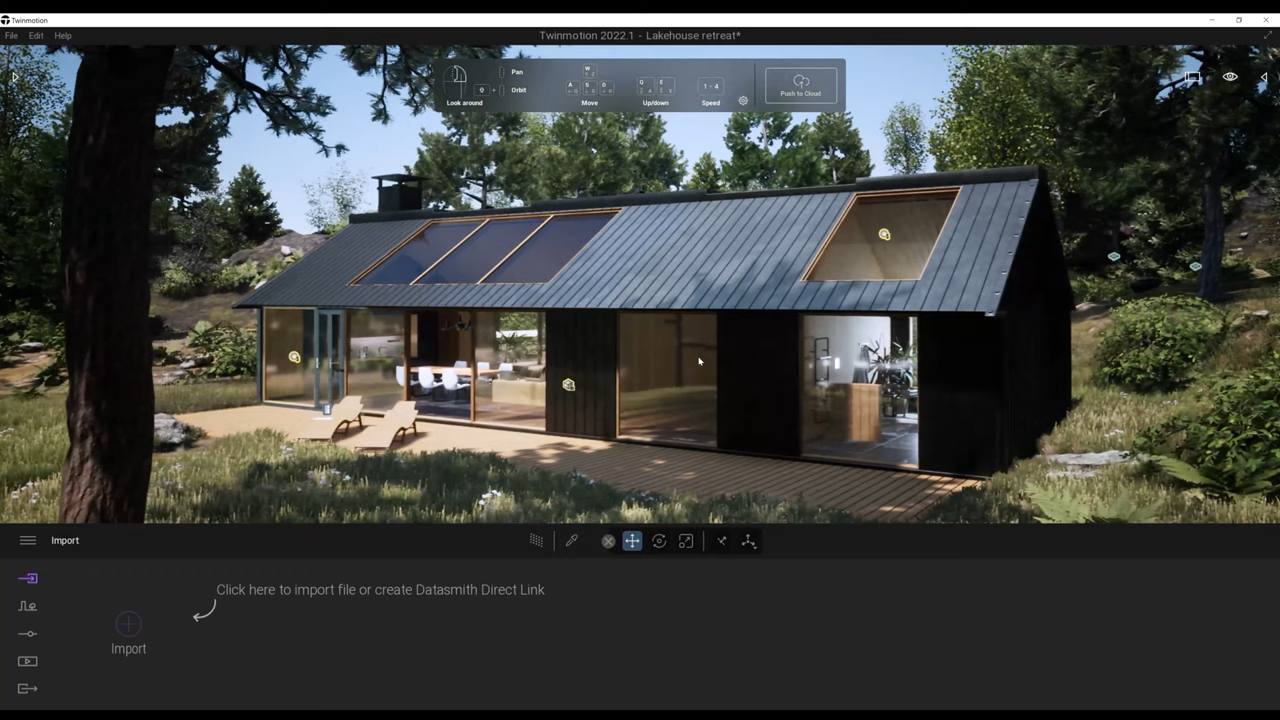 Twinmotion
File Edit Help
Twinmotion 2022.1 - Lakehouse retreat*
Pan
Orbit
Look around
W
A S D
Move
Q E
Up/down
1 - 4
Speed
Push to Cloud
Import
Click here to import file or create Datasmith Direct Link
Import